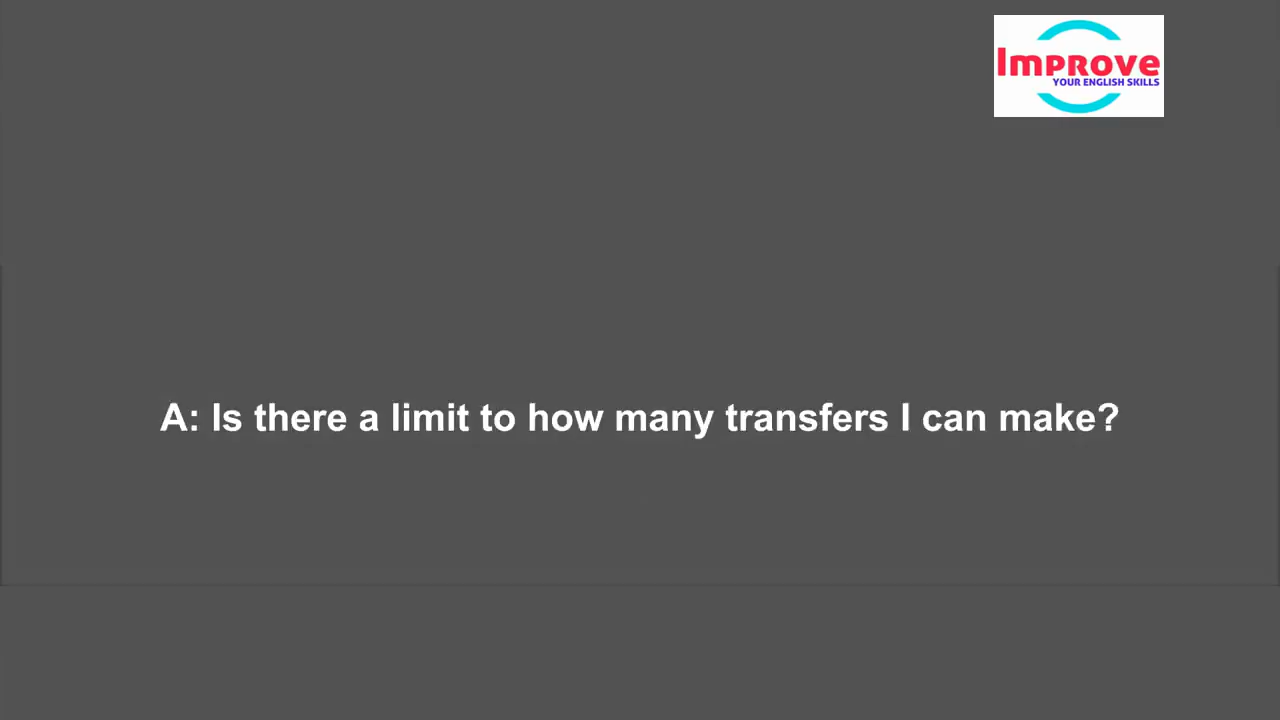 Improve
YOUR ENGLISH SKILLS
A: Is there a limit to how many transfers I can make?